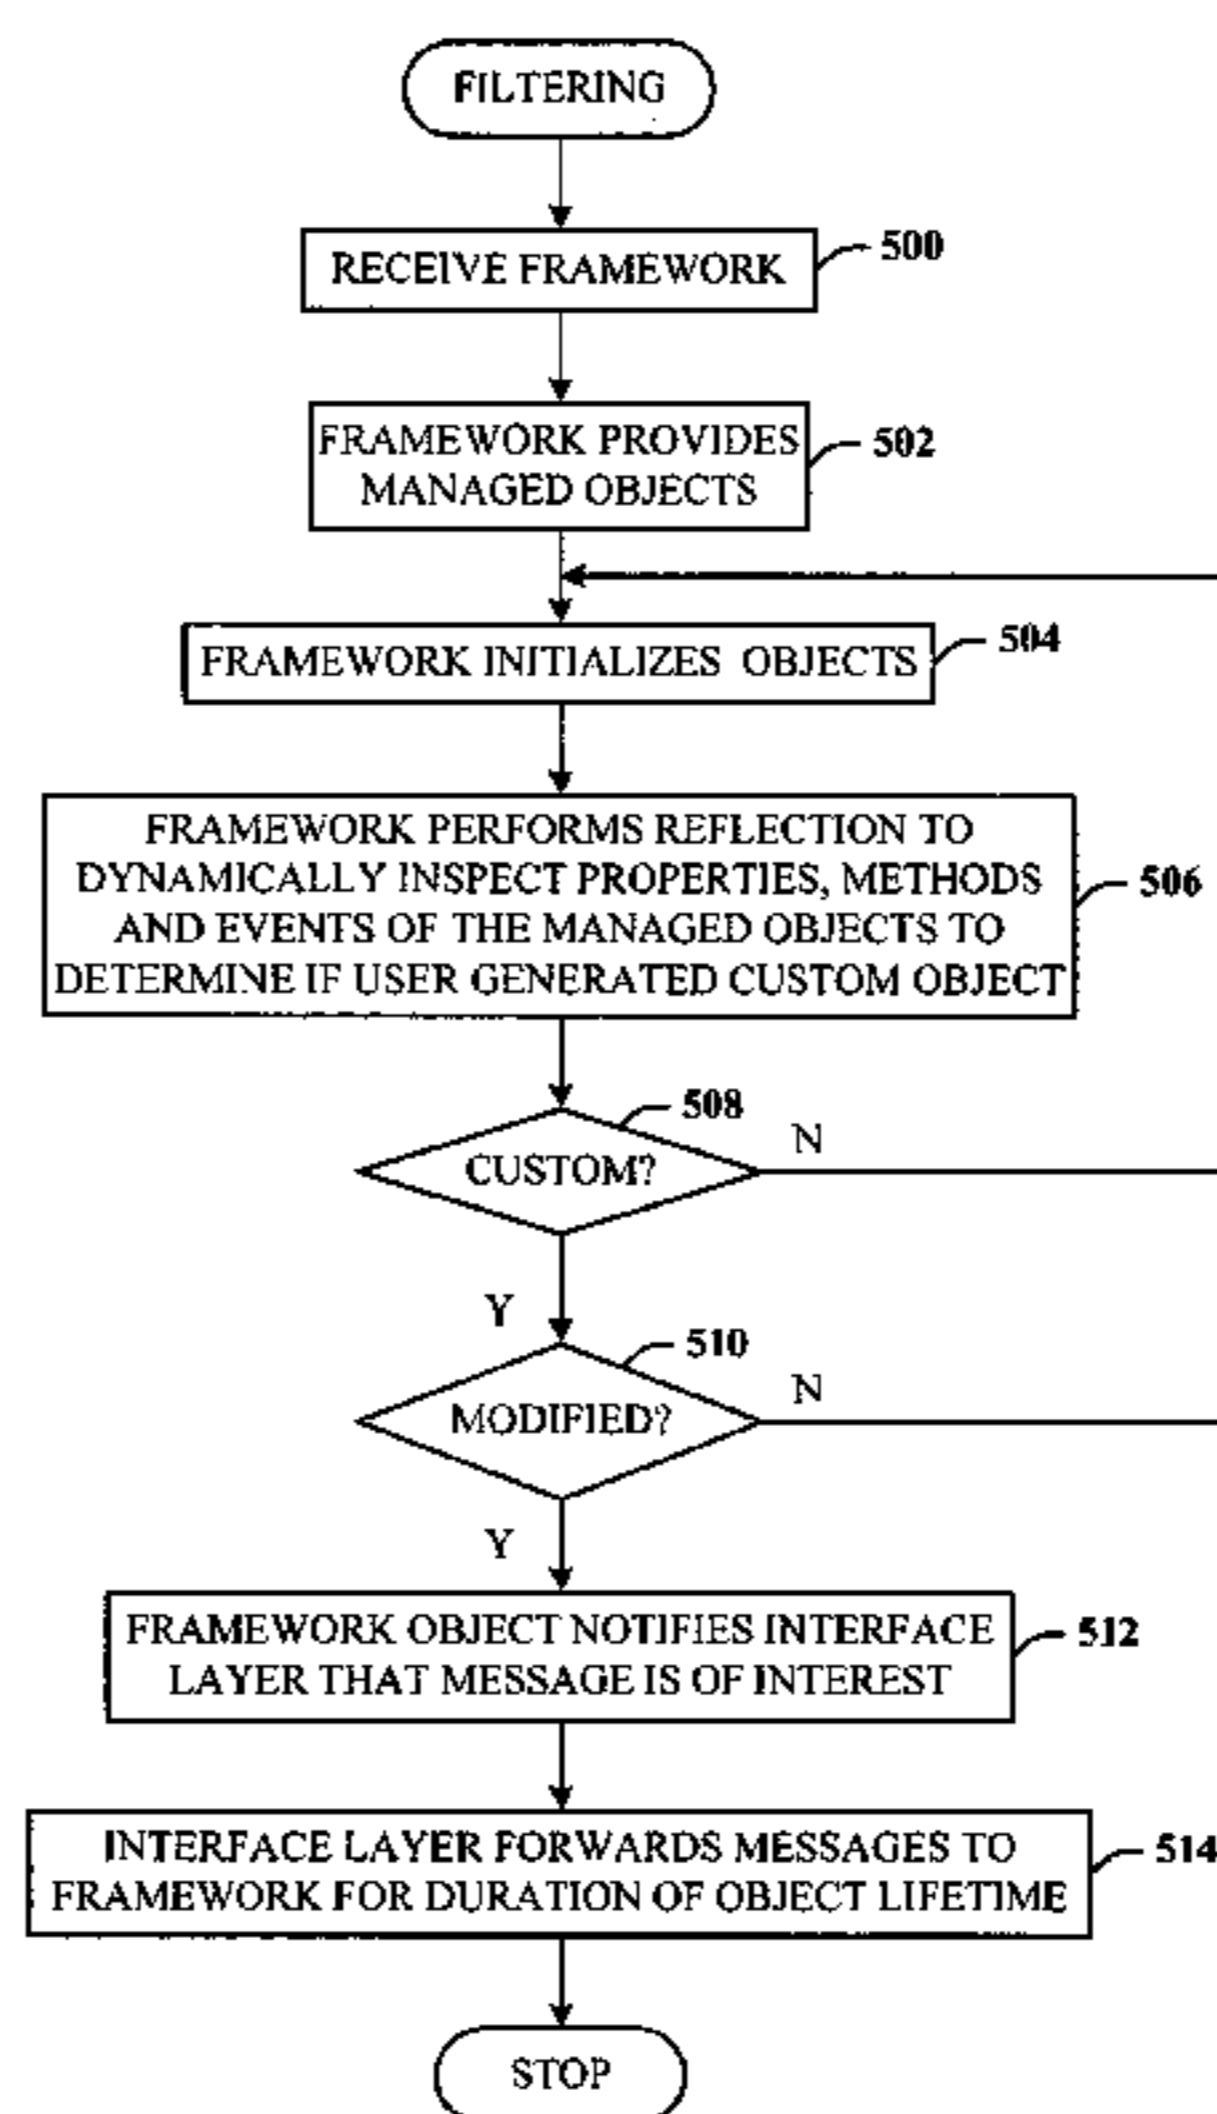 FILTERING
RECEIVE FRAMEWORK
500
FRAMEWORK PROVIDES
MANAGED OBJECTS
502
FRAMEWORK INITIALIZES OBJECTS
504
FRAMEWORK PERFORMS REFLECTION TO
DYNAMICALLY INSPECT PROPERTIES, METHODS
AND EVENTS OF THE MANAGED OBJECTS TO
DETERMINE IF USER GENERATED CUSTOM OBJECT
506
508
CUSTOM?
N
Y
510
MODIFIED?
N
Y
FRAMEWORK OBJECT NOTIFIES INTERFACE
LAYER THAT MESSAGE IS OF INTEREST
512
INTERFACE LAYER FORWARDS MESSAGES TO
FRAMEWORK FOR DURATION OF OBJECT LIFETIME
514
STOP